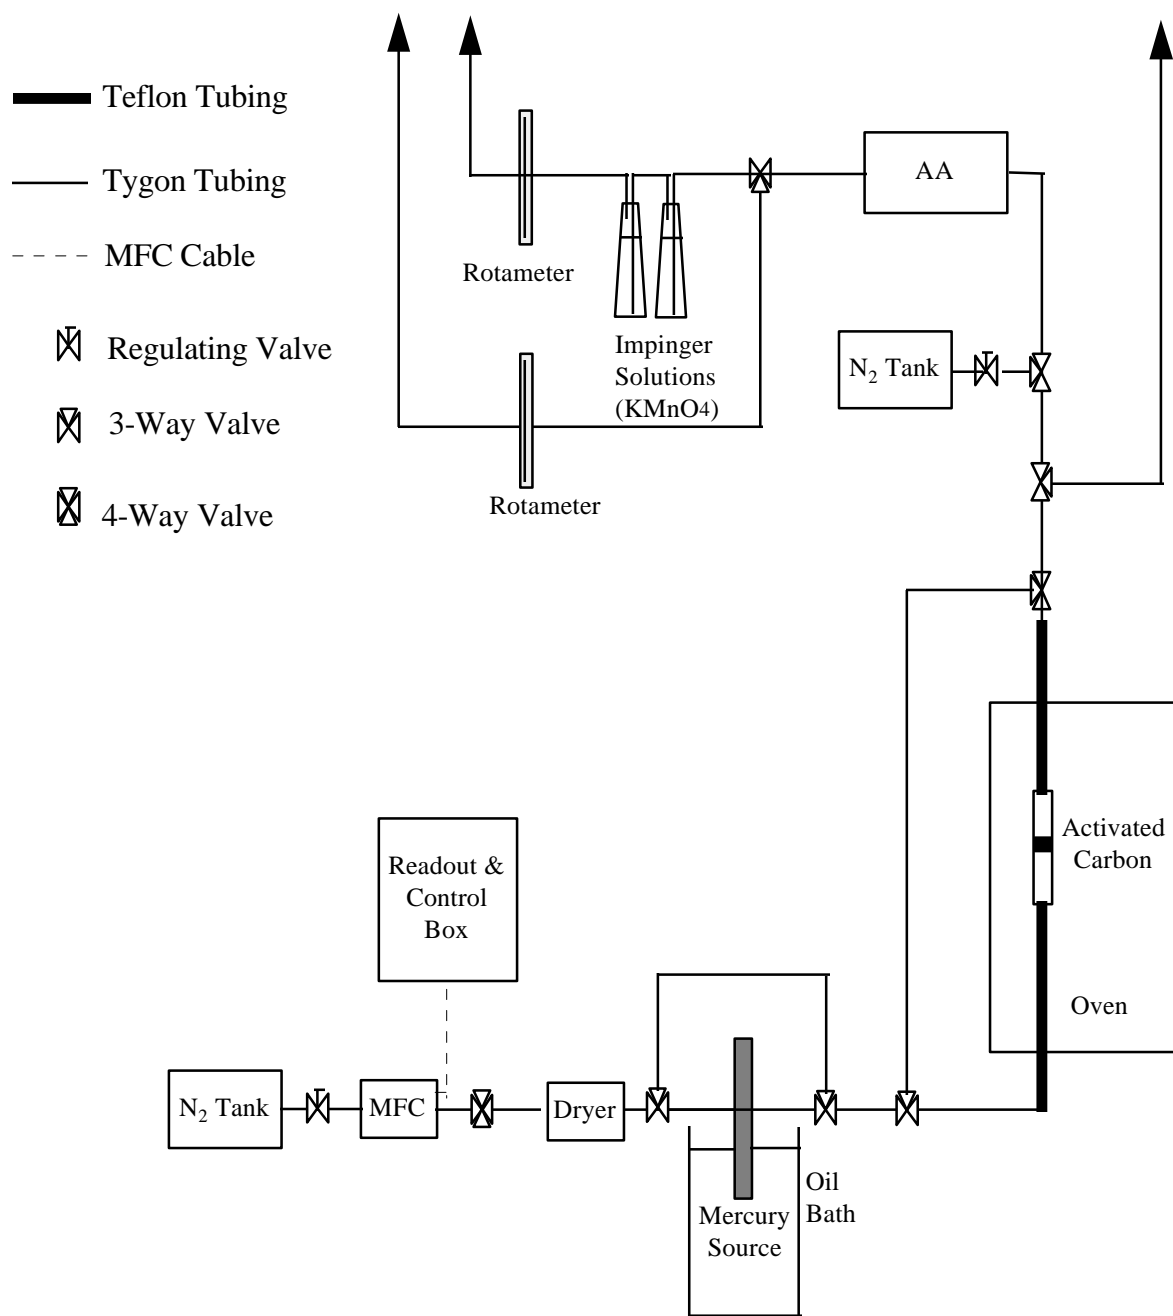 Teflon Tubing
Tygon Tubing
MFC Cable
Regulating Valve
3-Way Valve
4-Way Valve
AA
Rotameter
Impinger
Solutions
(KMnO4)
N2 Tank
Rotameter
Activated
Carbon
Readout &
Control
Box
Oven
N2 Tank
MFC
Dryer
Oil
Bath
Mercury
Source